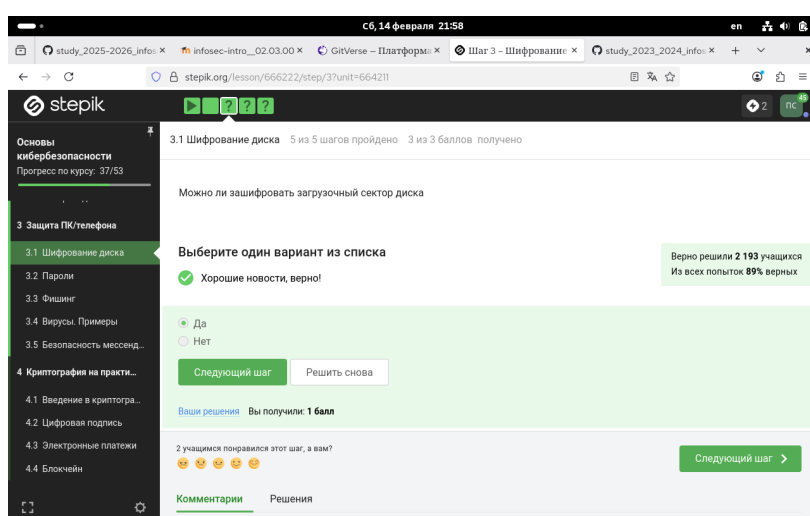 Сб, 14 февраля 21:58
en
study_2025-2026_infos
infosec-intro__02.03.00
GitVerse – Платформа
Шаг 3 – Шифрование
study_2023_2024_infos
stepik.org/lesson/666222/step/3?unit=664211
stepik
? ? ?
2
ПС
45
Основы
кибербезопасности
Прогресс по курсу: 37/53
3 Защита ПК/телефона
3.1 Шифрование диска
3.2 Пароли
3.3 Фишинг
3.4 Вирусы. Примеры
3.5 Безопасность мессенд...
4 Криптография на практи...
4.1 Введение в криптогра...
4.2 Цифровая подпись
4.3 Электронные платежи
4.4 Блокчейн
3.1 Шифрование диска 5 из 5 шагов пройдено 3 из 3 баллов получено
Можно ли зашифровать загрузочный сектор диска
Выберите один вариант из списка
Хорошие новости, верно!
Верно решили 2 193 учащихся
Из всех попыток 89% верных
Да
Нет
Следующий шаг Решить снова
Ваши решения Вы получили: 1 балл
2 учащимся понравился этот шаг, а вам?
Следующий шаг
Комментарии Решения